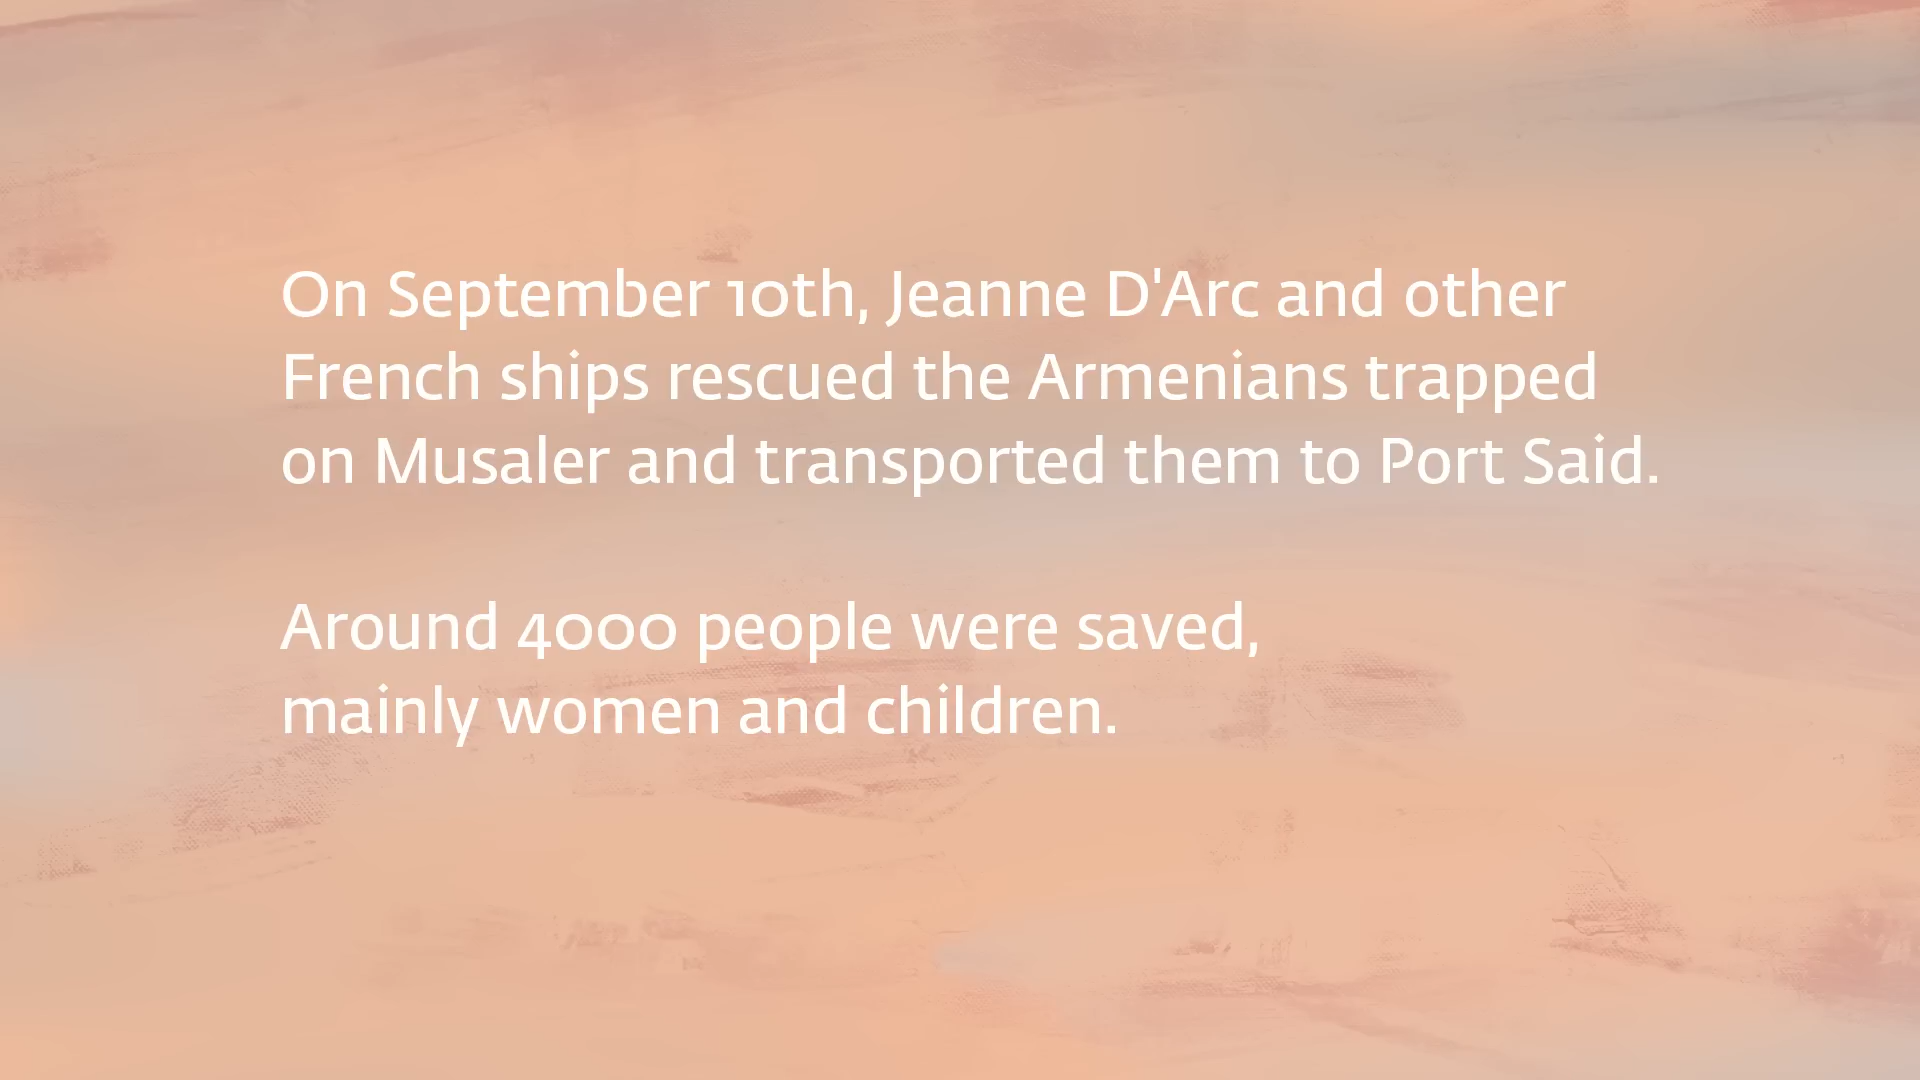 On September 10th, Jeanne D'Arc and other
French ships rescued the Armenians trapped
on Musaler and transported them to Port Said.
Around 4000 people were saved,
mainly women and children.